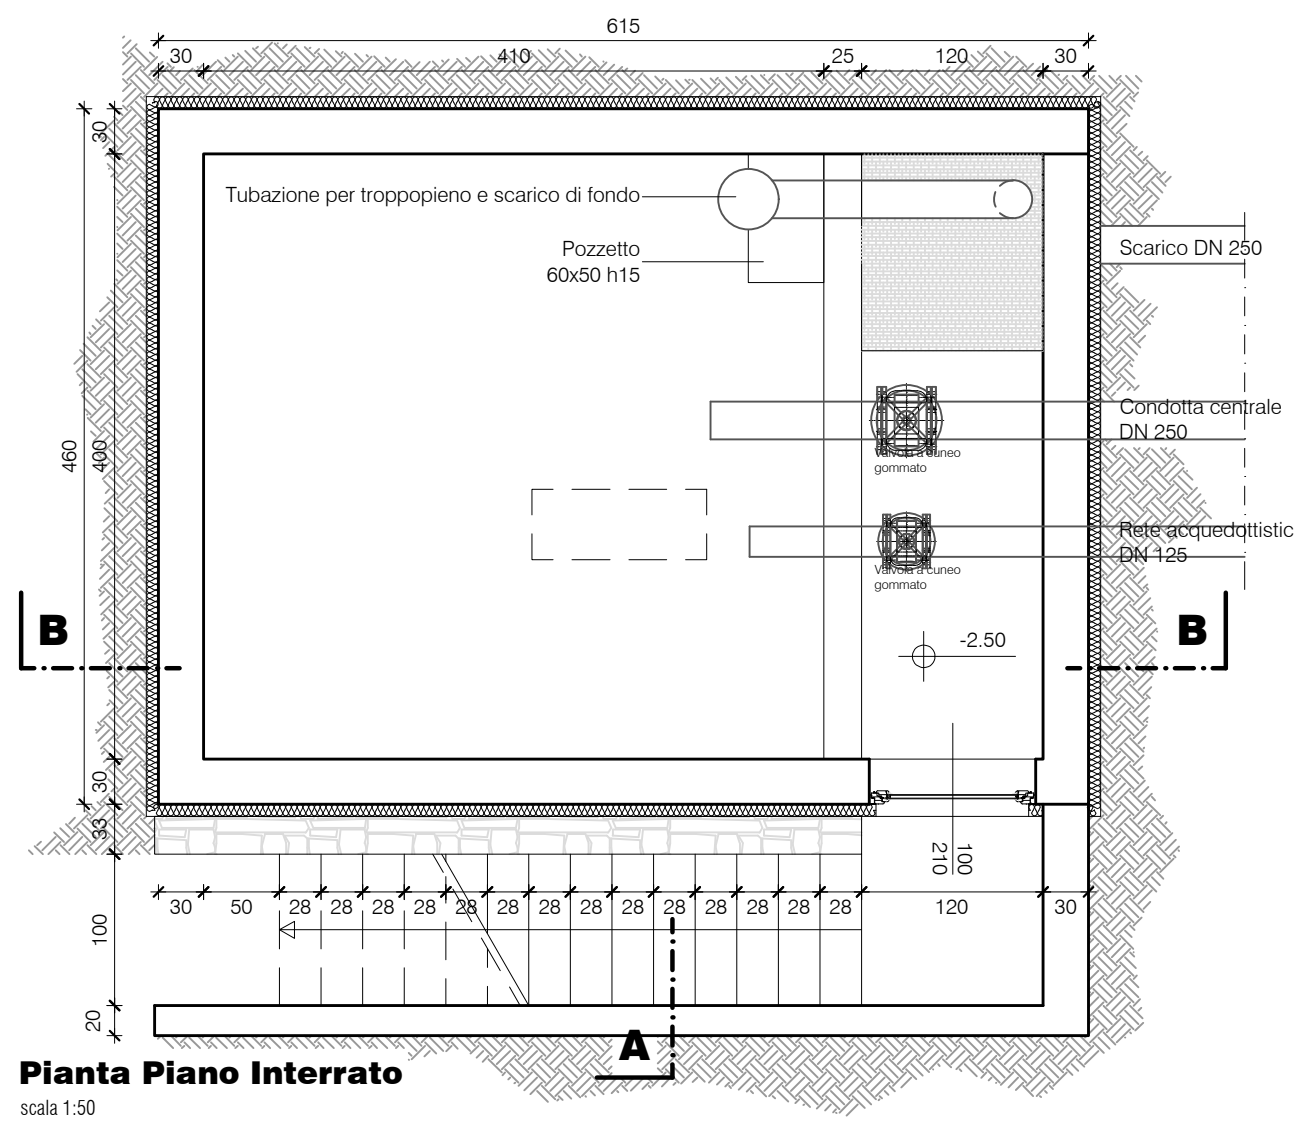 615
30 410 25 120 30
30
Tubazione per troppopieno e scarico di fondo
Pozzetto
60x50 h15
Scarico DN 250
Condotta centrale
DN 250
460 400
Valvola a cuneo
gommato
Rete acquedottistic
DN 125
Valvola a cuneo
gommato
B
B
-2.50
30
33
100
210
30 50 28 28 28 28 28 28 28 28 28 28 28 28 28 28 120 30
100
20
A
Pianta Piano Interrato
scala 1:50